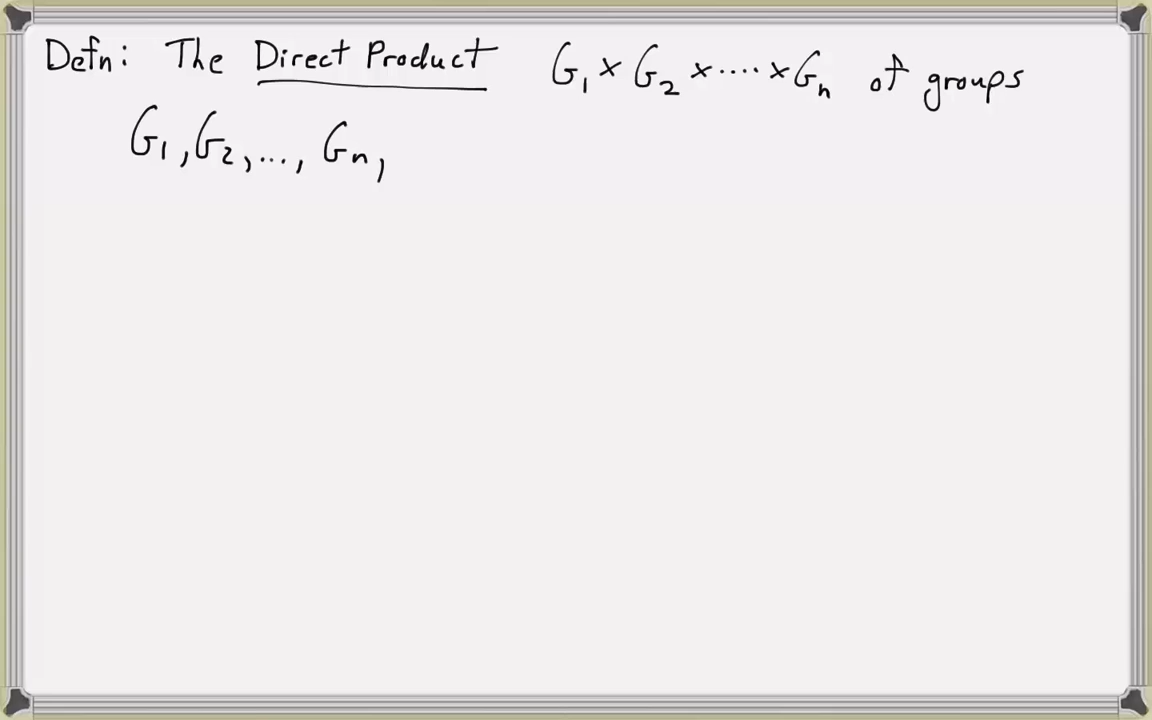 Defn: The Direct Product G₁ × G₂ × ···· × Gₙ of groups
G₁, G₂, ..., Gₙ,